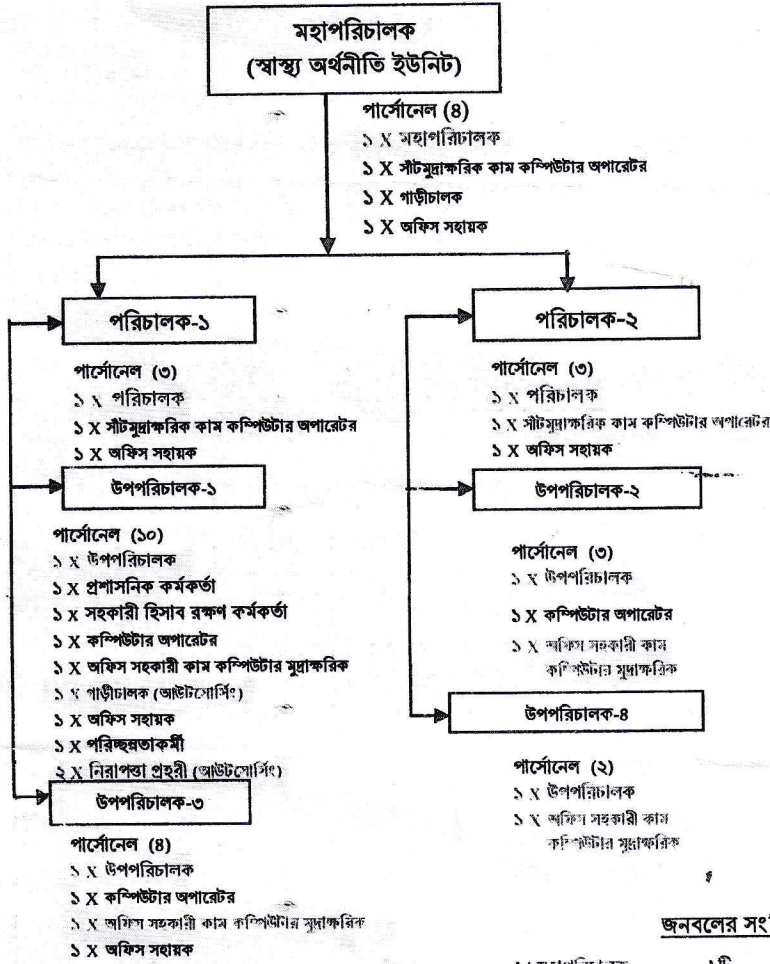 মহাপরিচালক
(স্বাস্থ্য অর্থনীতি ইউনিট)
পার্সোনেল (৪)
১ X মহাপরিচালক
১ X সাঁটমুদ্রাক্ষরিক কাম কম্পিউটার অপারেটর
১ X গাড়ীচালক
১ X অফিস সহায়ক
পরিচালক-১
পার্সোনেল (৩)
১ X পরিচালক
১ X সাঁটমুদ্রাক্ষরিক কাম কম্পিউটার অপারেটর
১ X অফিস সহায়ক
উপপরিচালক-১
পার্সোনেল (১০)
১ X উপপরিচালক
১ X প্রশাসনিক কর্মকর্তা
১ X সহকারী হিসাব রক্ষণ কর্মকর্তা
১ X কম্পিউটার অপারেটর
১ X অফিস সহকারী কাম কম্পিউটার মুদ্রাক্ষরিক
১ X গাড়ীচালক (আউটসোর্সিং)
১ X অফিস সহায়ক
১ X পরিচ্ছন্নতাকর্মী
২ X নিরাপত্তা প্রহরী (আউটসোর্সিং)
উপপরিচালক-৩
পার্সোনেল (৪)
১ X উপপরিচালক
১ X কম্পিউটার অপারেটর
১ X অফিস সহকারী কাম কম্পিউটার মুদ্রাক্ষরিক
১ X অফিস সহায়ক
পরিচালক-২
পার্সোনেল (৩)
১ X পরিচালক
১ X সাঁটমুদ্রাক্ষরিক কাম কম্পিউটার অপারেটর
১ X অফিস সহায়ক
উপপরিচালক-২
পার্সোনেল (৩)
১ X উপপরিচালক
১ X কম্পিউটার অপারেটর
১ X অফিস সহকারী কাম
কম্পিউটার মুদ্রাক্ষরিক
উপপরিচালক-৪
পার্সোনেল (২)
১ X উপপরিচালক
১ X অফিস সহকারী কাম
কম্পিউটার মুদ্রাক্ষরিক
জনবলের